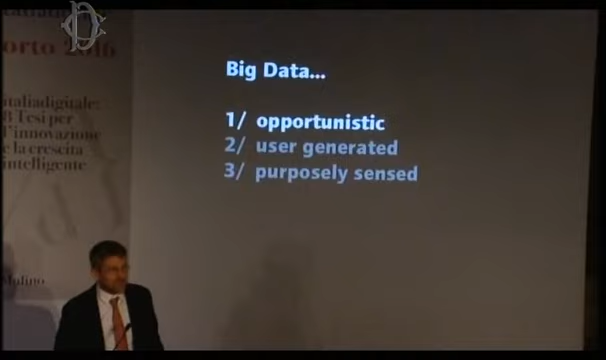 orto 2016
italiadigitale:
8 Tesi per
l'innovazione
e la crescita
intelligente
Mulino
Big Data...
1/ opportunistic
2/ user generated
3/ purposely sensed